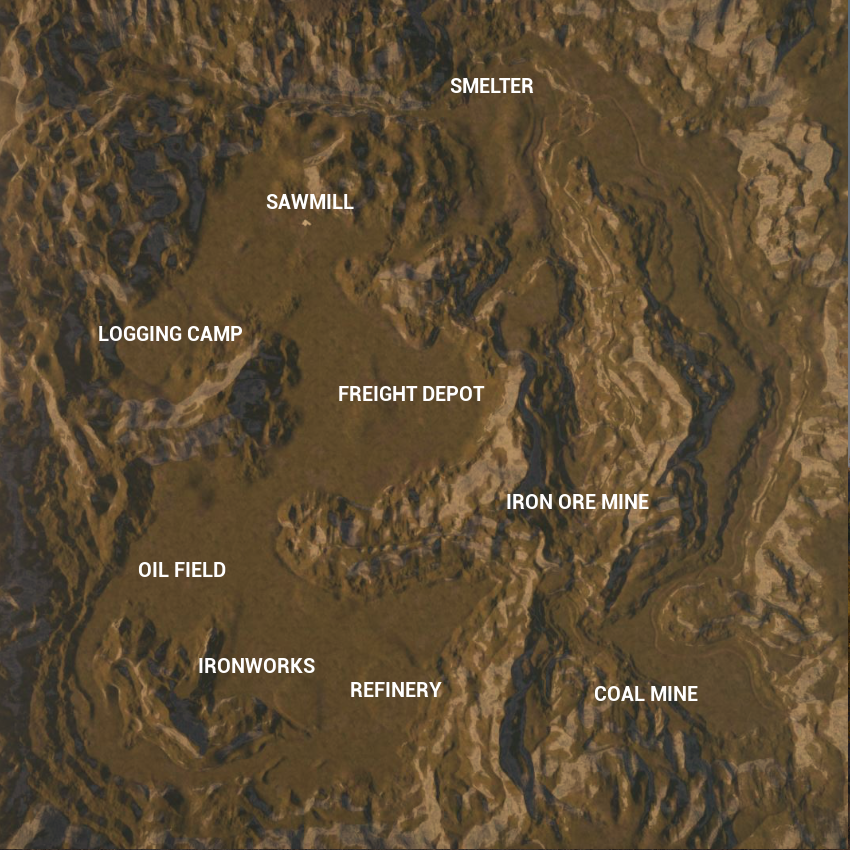 SMELTER
SAWMILL
LOGGING CAMP
FREIGHT DEPOT
IRON ORE MINE
OIL FIELD
IRONWORKS
REFINERY
COAL MINE